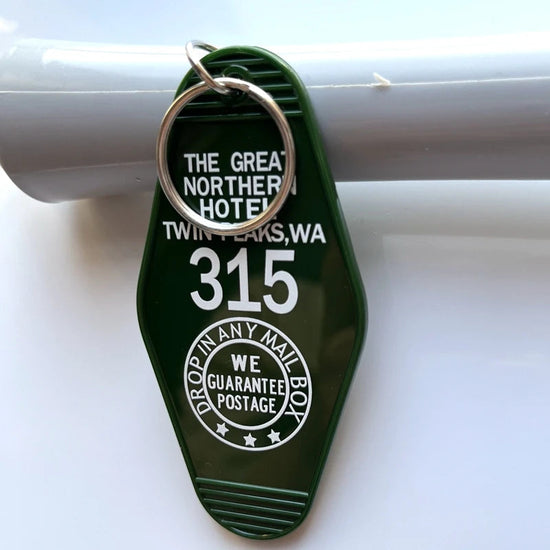 THE GREAT
NORTHERN
HOTEL
TWIN PEAKS,WA
315
DROP IN ANY MAIL BOX
WE
GUARANTEE
POSTAGE